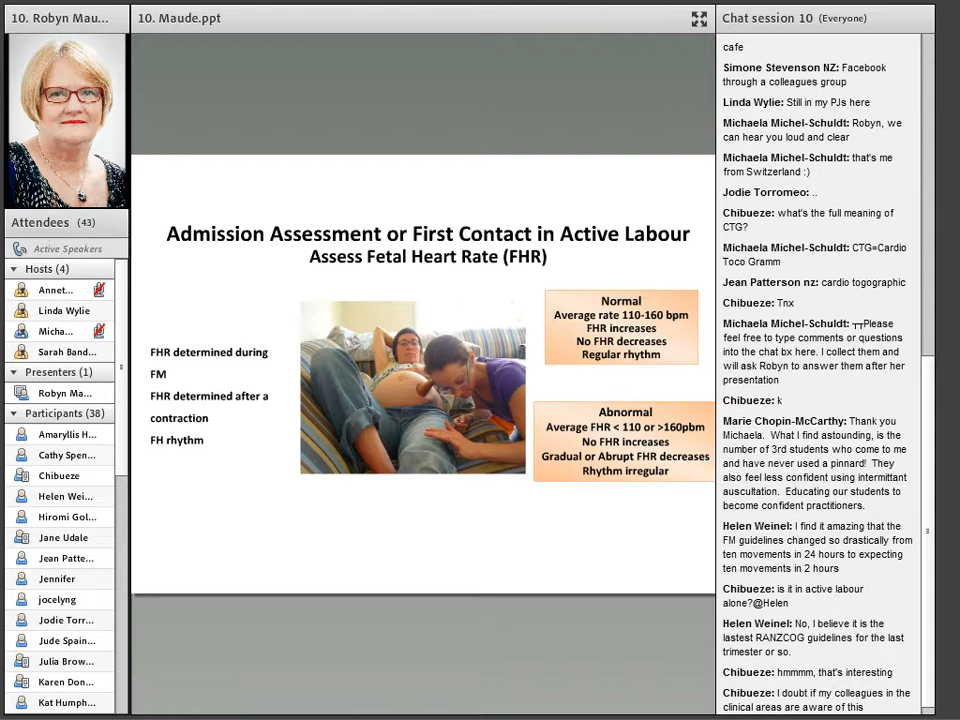 10. Robyn Mau...
10. Maude.ppt
Chat session 10 (Everyone)
Attendees (43)
Active Speakers
Hosts (4)
Annet...
Linda Wylie
Micha...
Sarah Band...
Presenters (1)
Robyn Ma...
Participants (38)
Amaryllis H...
Cathy Spen...
Chibueze
Helen Wei...
Hiromi Gol...
Jane Udale
Jean Patte...
Jennifer
jocelyng
Jodie Torr...
Jude Spain...
Julia Brow...
Karen Don...
Kat Humph...
Admission Assessment or First Contact in Active Labour
Assess Fetal Heart Rate (FHR)
FHR determined during
FM
FHR determined after a
contraction
FH rhythm
Normal
Average rate 110-160 bpm
FHR increases
No FHR decreases
Regular rhythm
Abnormal
Average FHR < 110 or >160pbm
No FHR increases
Gradual or Abrupt FHR decreases
Rhythm irregular
cafe
Simone Stevenson NZ: Facebook
through a colleagues group
Linda Wylie: Still in my PJs here
Michaela Michel-Schuldt: Robyn, we
can hear you loud and clear
Michaela Michel-Schuldt: that's me
from Switzerland :)
Jodie Torromeo: ..
Chibueze: what's the full meaning of
CTG?
Michaela Michel-Schuldt: CTG=Cardio
Toco Gramm
Jean Patterson nz: cardio togographic
Chibueze: Tnx
Michaela Michel-Schuldt: ┬┬Please
feel free to type comments or questions
into the chat bx here. I collect them and
will ask Robyn to answer them after her
presentation
Chibueze: k
Marie Chopin-McCarthy: Thank you
Michaela. What I find astounding, is the
number of 3rd students who come to me
and have never used a pinnard! They
also feel less confident using intermittant
auscultation. Educating our students to
become confident practitioners.
Helen Weinel: I find it amazing that the
FM guidelines changed so drastically from
ten movements in 24 hours to expecting
ten movements in 2 hours
Chibueze: is it in active labour
alone?@Helen
Helen Weinel: No, I believe it is the
lastest RANZCOG guidelines for the last
trimester or so.
Chibueze: hmmmm, that's interesting
Chibueze: I doubt if my colleagues in the
clinical areas are aware of this